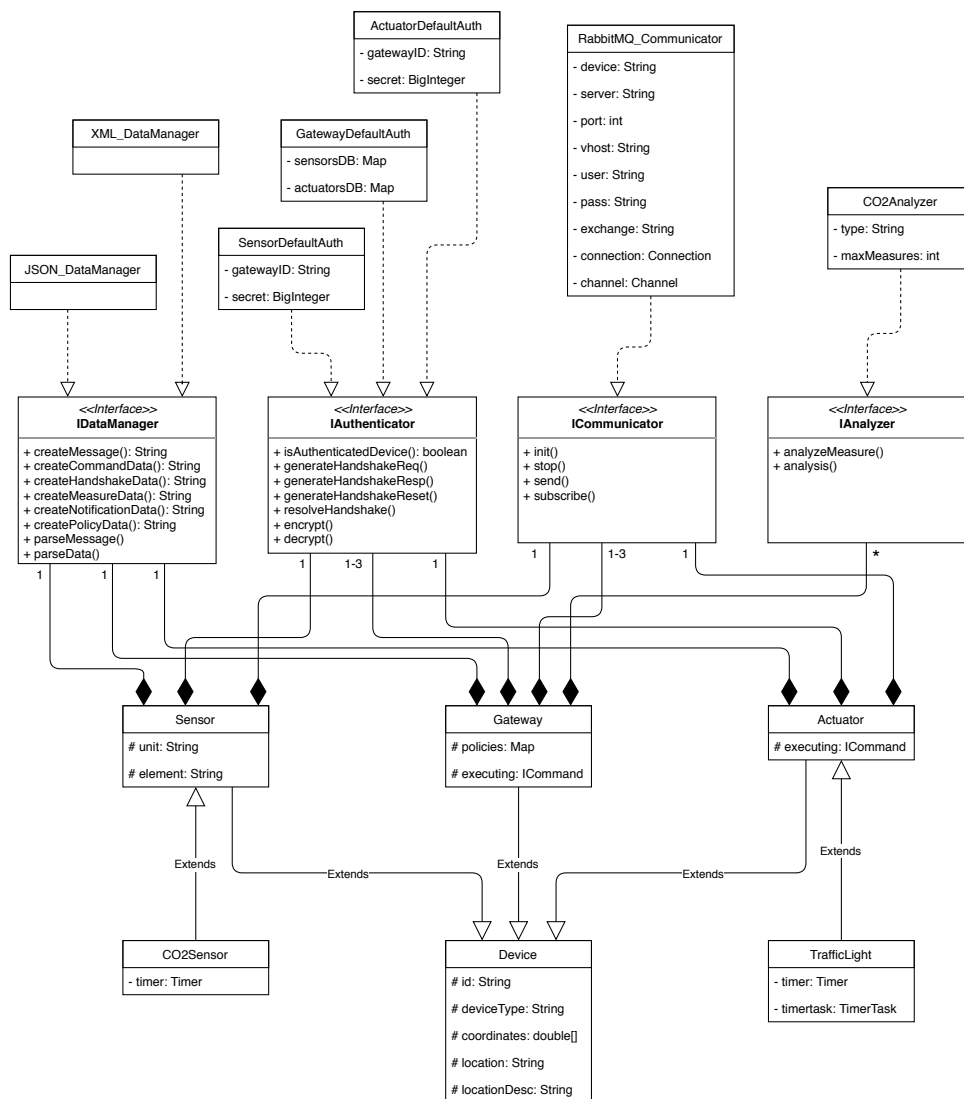 ActuatorDefaultAuth
- gatewayID: String
- secret: BigInteger
RabbitMQ_Communicator
- device: String
- server: String
- port: int
- vhost: String
- user: String
- pass: String
- exchange: String
- connection: Connection
- channel: Channel
XML_DataManager
GatewayDefaultAuth
- sensorsDB: Map
- actuatorsDB: Map
CO2Analyzer
- type: String
- maxMeasures: int
SensorDefaultAuth
- gatewayID: String
- secret: BigInteger
JSON_DataManager
<<Interface>>
IDataManager
+ createMessage(): String
+ createCommandData(): String
+ createHandshakeData(): String
+ createMeasureData(): String
+ createNotificationData(): String
+ createPolicyData(): String
+ parseMessage()
+ parseData()
<<Interface>>
IAuthenticator
+ isAuthenticatedDevice(): boolean
+ generateHandshakeReq()
+ generateHandshakeResp()
+ generateHandshakeReset()
+ resolveHandshake()
+ encrypt()
+ decrypt()
<<Interface>>
ICommunicator
+ init()
+ stop()
+ send()
+ subscribe()
<<Interface>>
IAnalyzer
+ analyzeMeasure()
+ analysis()
1
1
1
1
1-3
1
1
1-3
1
*
Sensor
# unit: String
# element: String
Gateway
# policies: Map
# executing: ICommand
Actuator
# executing: ICommand
Extends
Extends
Extends
Extends
Extends
CO2Sensor
- timer: Timer
Device
# id: String
# deviceType: String
# coordinates: double[]
# location: String
# locationDesc: String
TrafficLight
- timer: Timer
- timertask: TimerTask